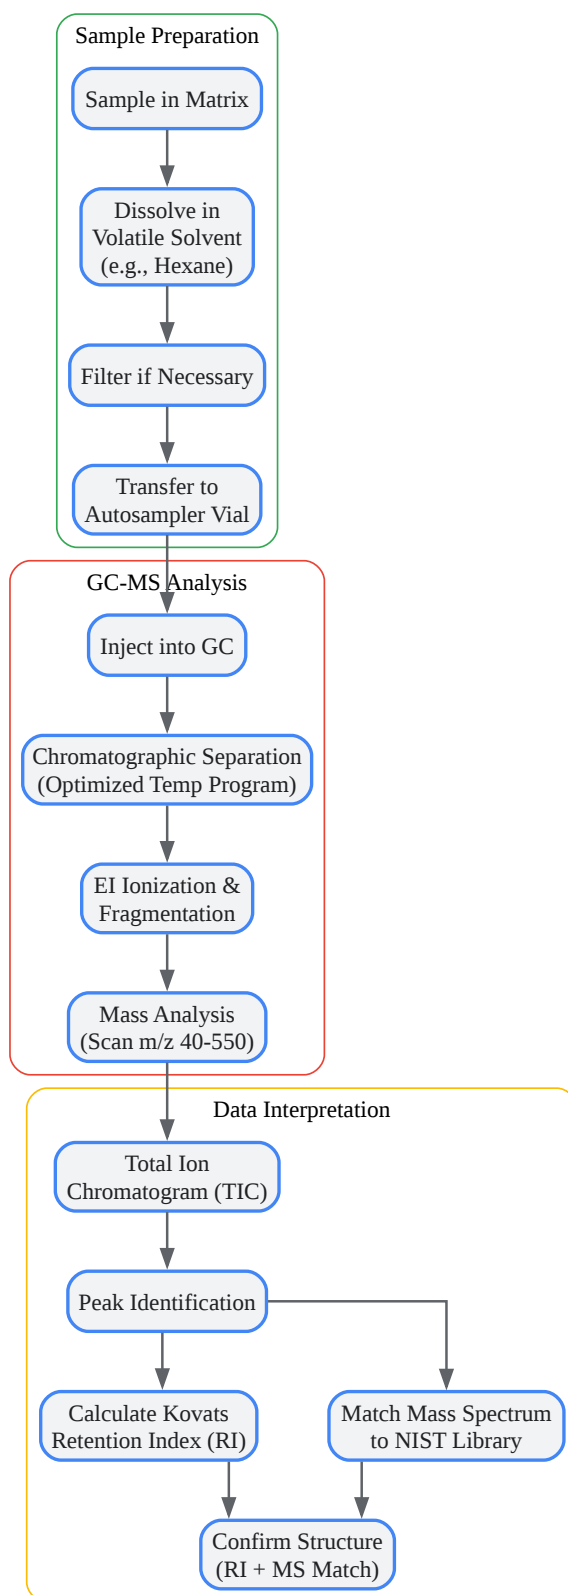 Sample Preparation
Sample in Matrix
Dissolve in
Volatile Solvent
(e.g., Hexane)
Filter if Necessary
Transfer to
Autosampler Vial
GC-MS Analysis
Inject into GC
Chromatographic Separation
(Optimized Temp Program)
EI Ionization &
Fragmentation
Mass Analysis
(Scan m/z 40-550)
Data Interpretation
Total Ion
Chromatogram (TIC)
Peak Identification
Calculate Kovats
Retention Index (RI)
Match Mass Spectrum
to NIST Library
Confirm Structure
(RI + MS Match)